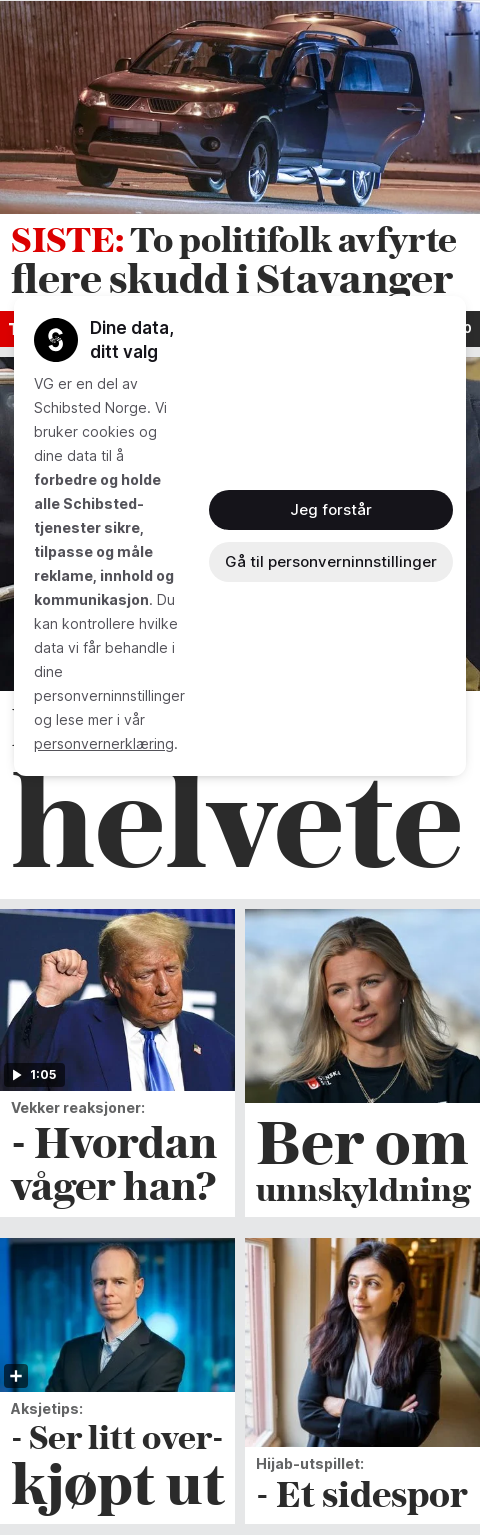 SISTE: To politifolk avfyrte
flere skudd i Stavanger
Dine data,
ditt valg
VG er en del av
Schibsted Norge. Vi
bruker cookies og
dine data til å
forbedre og holde
alle Schibsted-
tjenester sikre,
tilpasse og måle
reklame, innhold og
kommunikasjon. Du
kan kontrollere hvilke
data vi får behandle i
dine
personverninnstillinger
og lese mer i vår
personvernerklæring.
Jeg forstår
Gå til personverninnstillinger
helvete
1:05
Vekker reaksjoner:
- Hvordan
våger han?
Ber om
unnskyldning
Aksjetips:
- Ser litt over-
kjøpt ut
Hijab-utspillet:
- Et sidespor